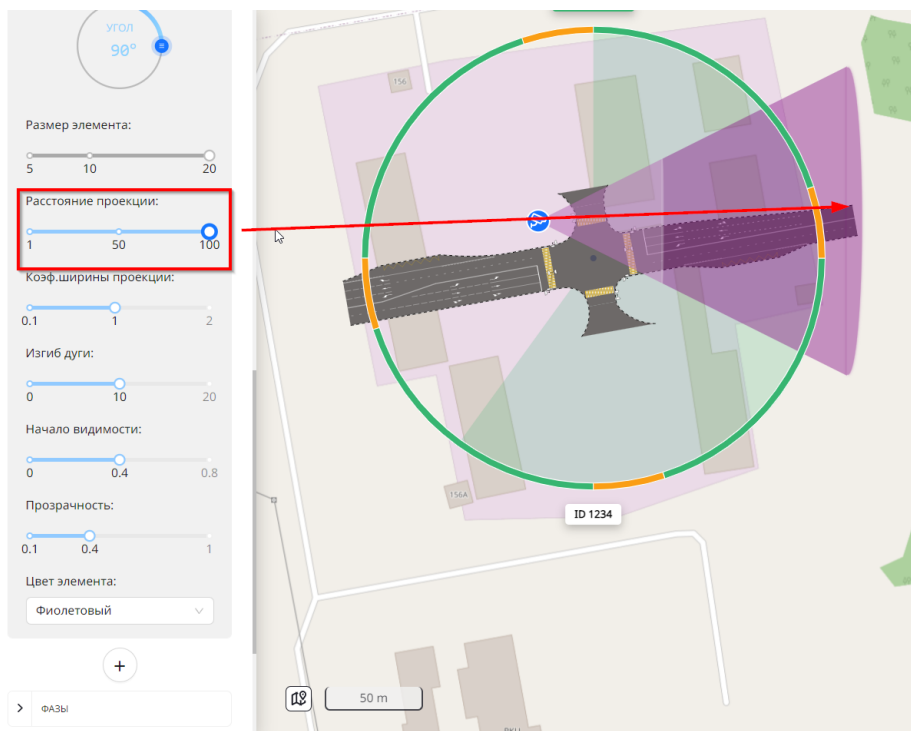 УГОЛ
90°
Размер элемента:
5 10 20
Расстояние проекции:
1 50 100
Коэф.ширины проекции:
0.1 1 2
Изгиб дуги:
0 10 20
Начало видимости:
0 0.4 0.8
Прозрачность:
0.1 0.4 1
Цвет элемента:
Фиолетовый
+
ФАЗЫ
156
156А
ID 1234
50 m